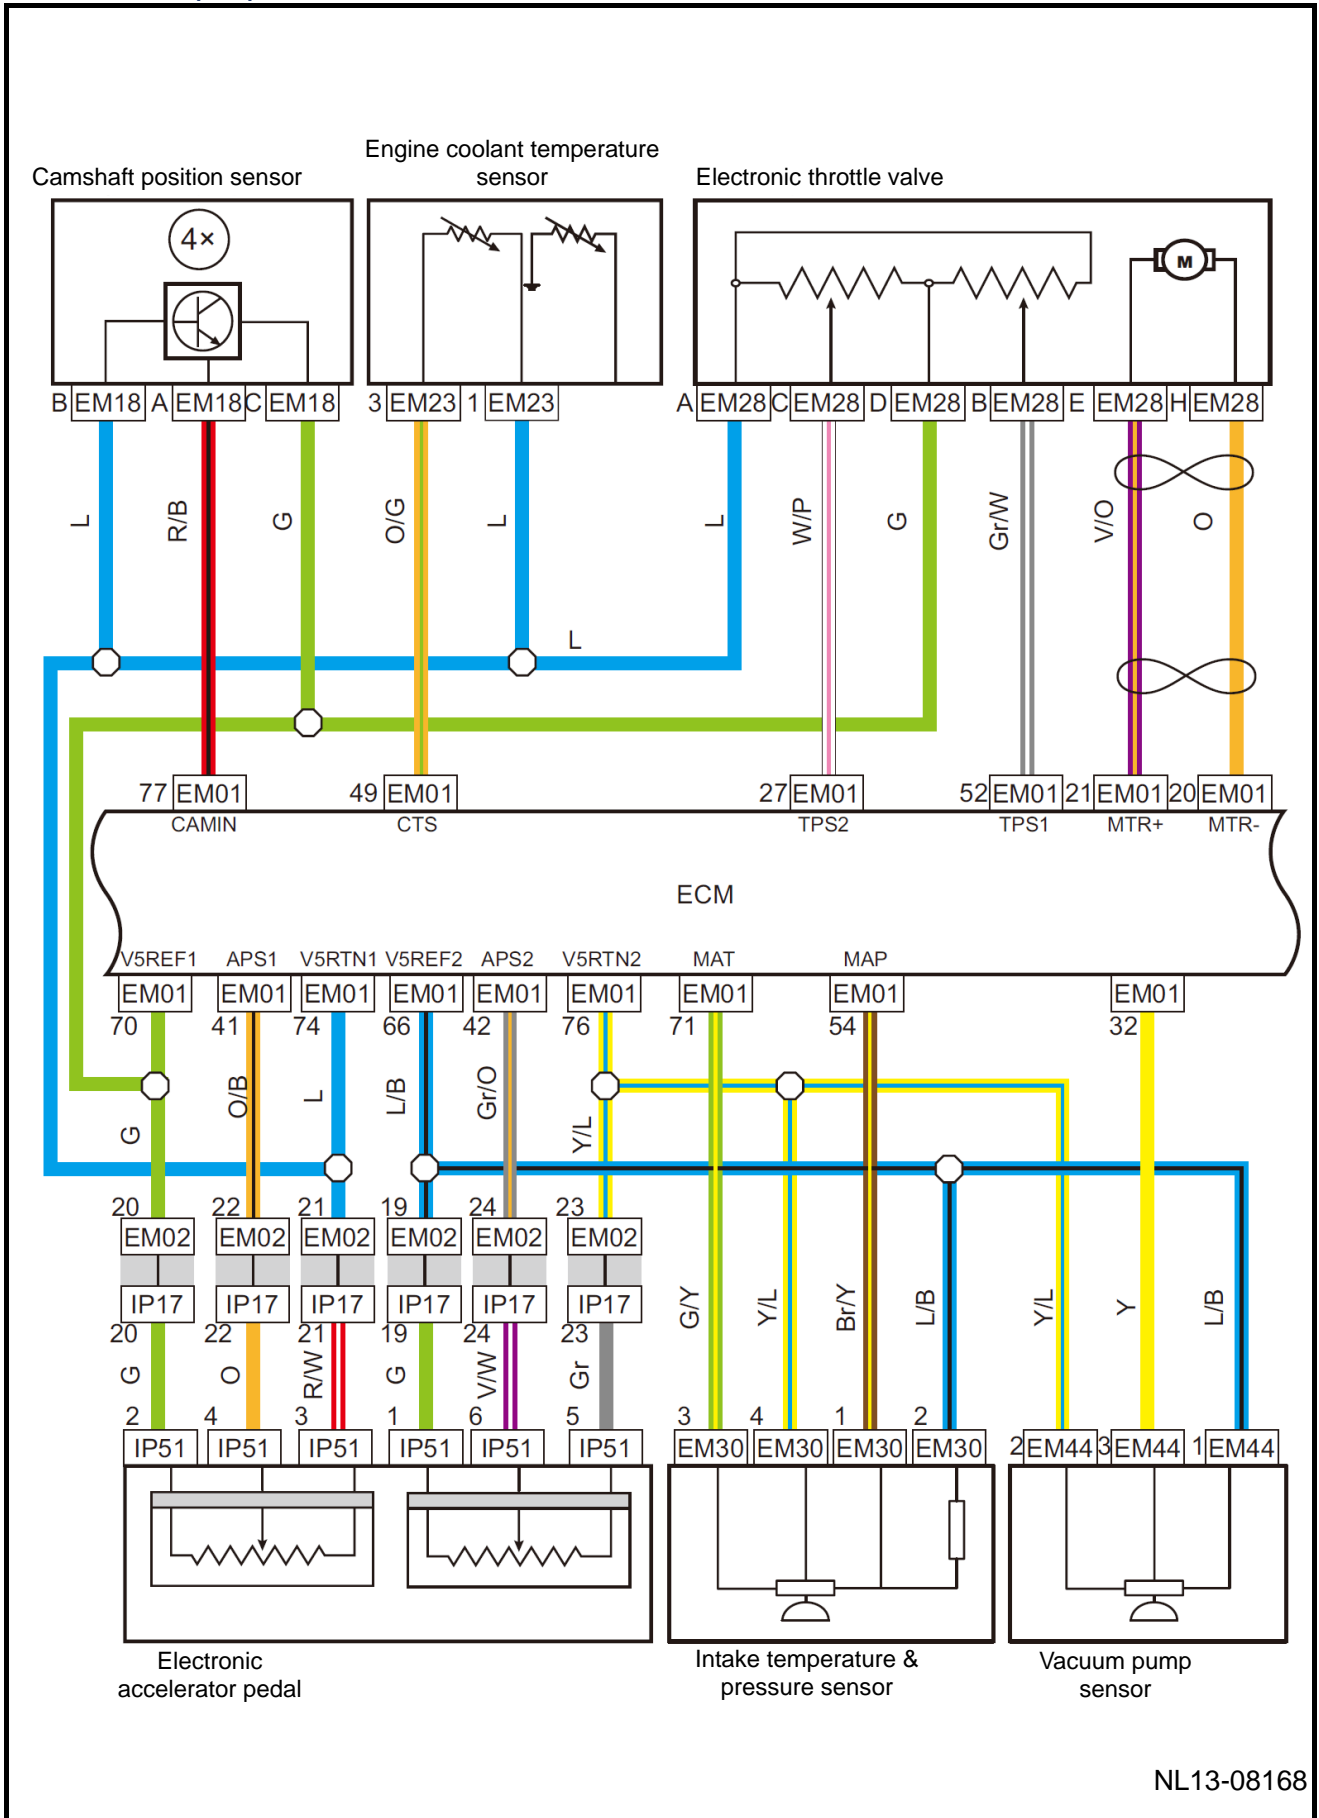 Engine coolant temperature
sensor
Camshaft position sensor
Electronic throttle valve
4×
M
B EM18 A EM18 C EM18 3 EM23 1 EM23 A EM28 C EM28 D EM28 B EM28 E EM28 H EM28
L R/B G O/G L L W/P G Gr/W V/O O
L
77 EM01 49 EM01 27 EM01 52 EM01 21 EM01 20 EM01
CAMIN CTS TPS2 TPS1 MTR+ MTR-
ECM
V5REF1 APS1 V5RTN1 V5REF2 APS2 V5RTN2 MAT MAP
EM01 EM01 EM01 EM01 EM01 EM01 EM01 EM01 EM01
70 41 74 66 42 76 71 54 32
G O/B L L/B Gr/O Y/L
20 22 21 19 24 23
EM02 EM02 EM02 EM02 EM02 EM02
IP17 IP17 IP17 IP17 IP17 IP17
20 22 21 19 24 23
G/Y Y/L Br/Y L/B Y/L Y L/B
G O R/W G V/W Gr
2 4 3 1 6 5 3 4 1 2
IP51 IP51 IP51 IP51 IP51 IP51 EM30 EM30 EM30 EM30 2 EM44 3 EM44 1 EM44
Electronic
accelerator pedal
Intake temperature &
pressure sensor
Vacuum pump
sensor
NL13-08168